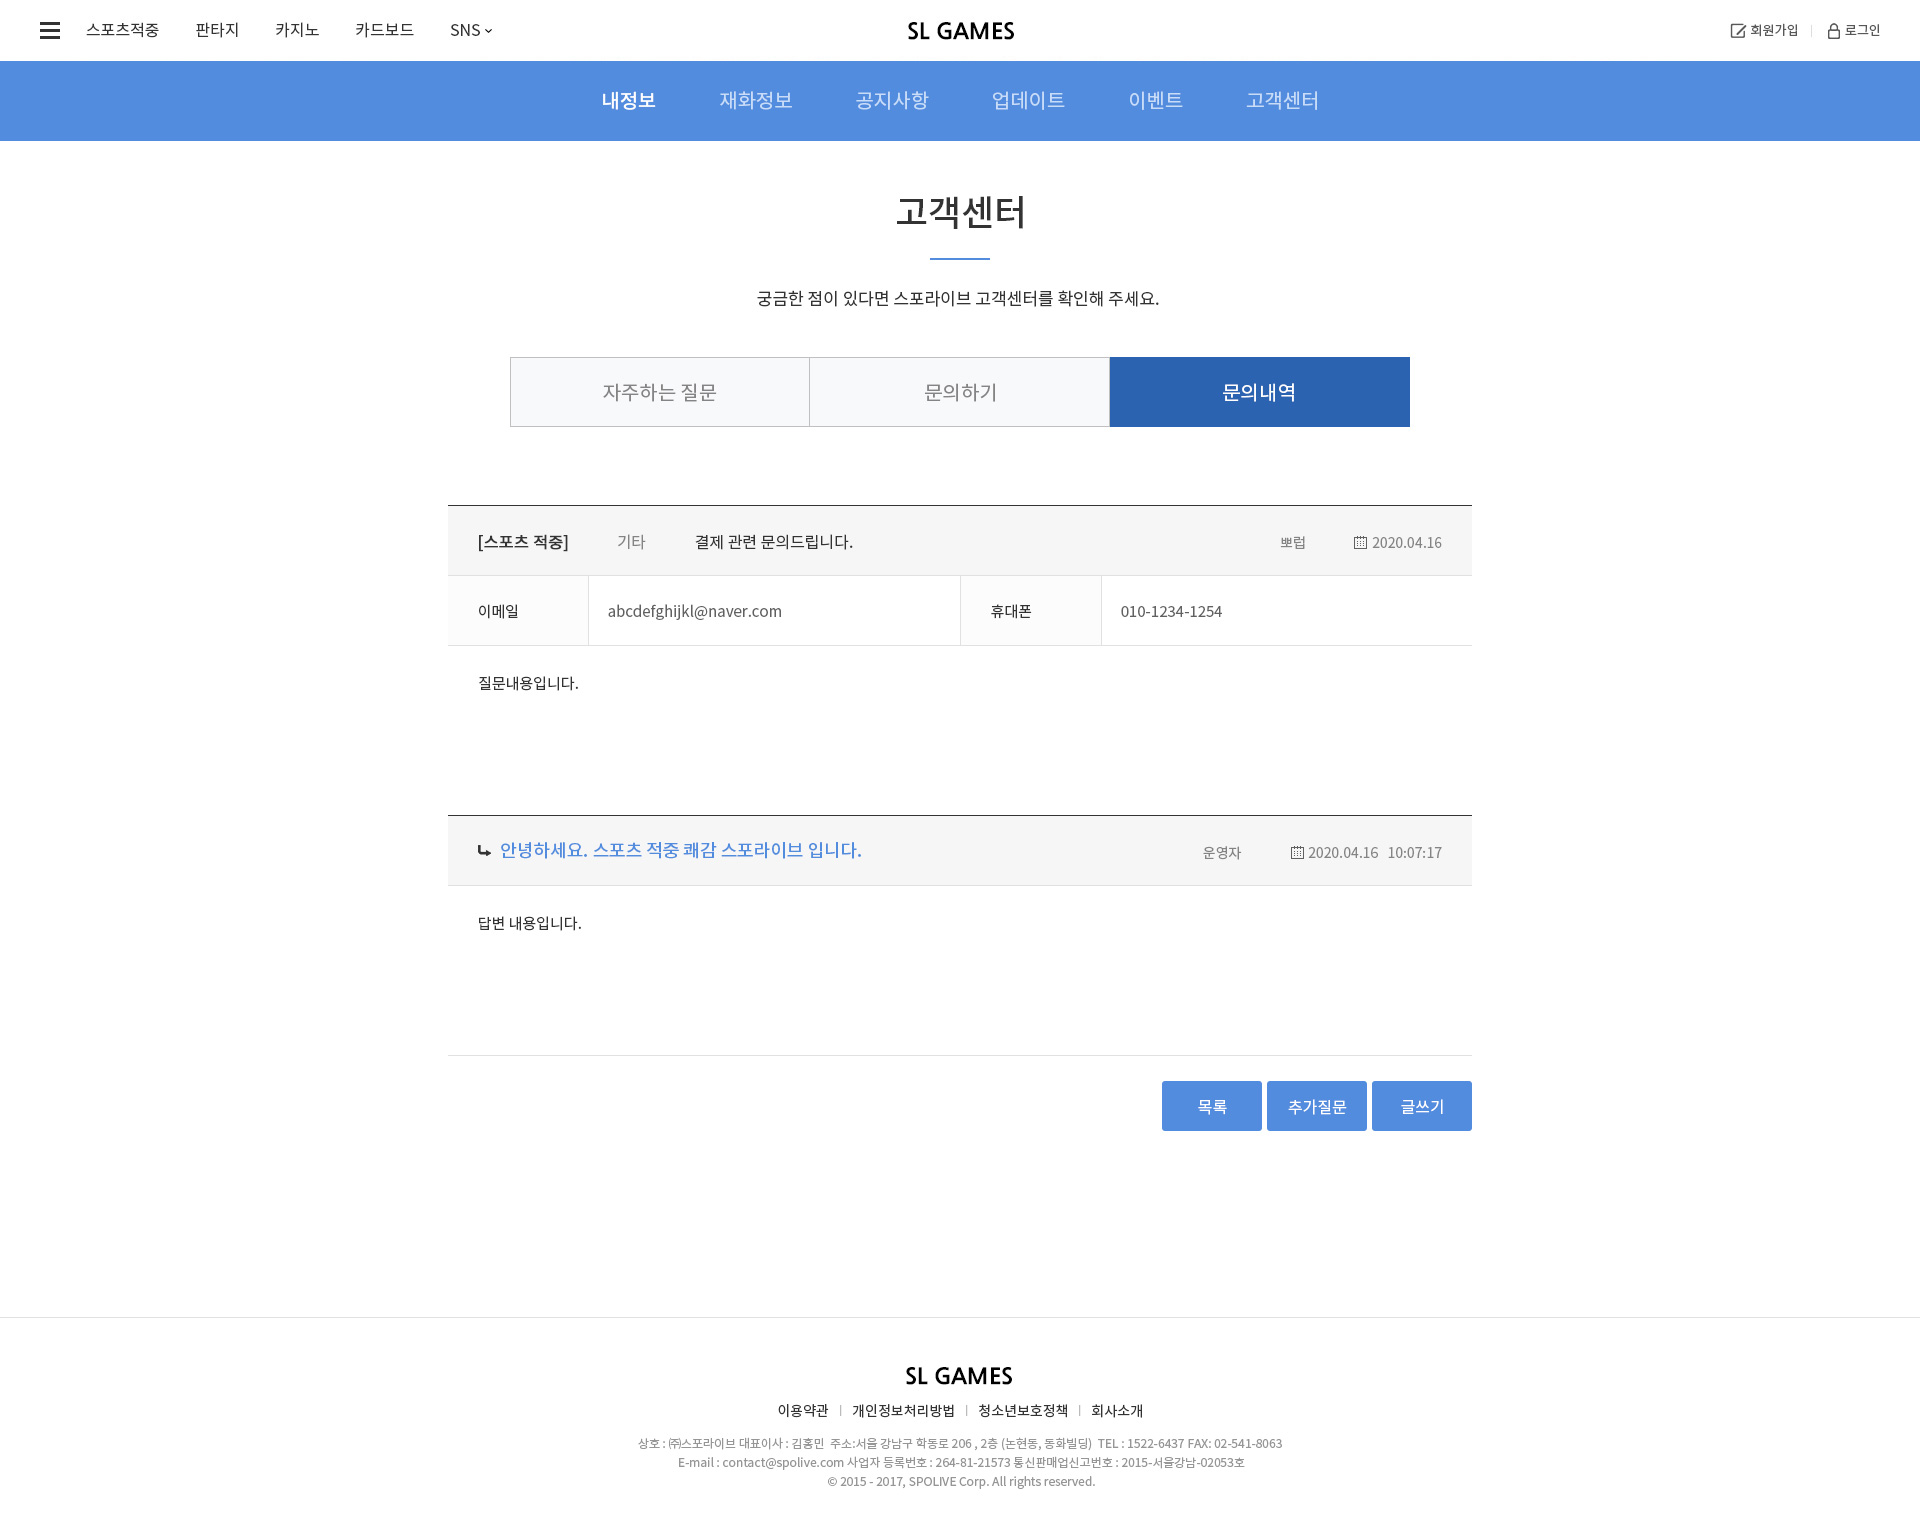 스포츠적중 판타지 카지노 카드보드 SNS SL GAMES 회원가입 로그인
내정보 재화정보 공지사항 업데이트 이벤트 고객센터
고객센터
궁금한 점이 있다면 스포라이브 고객센터를 확인해 주세요.
자주하는 질문 문의하기 문의내역
[스포츠 적중] 기타 결제 관련 문의드립니다. 뽀럽 2020.04.16
이메일 abcdefghijkl@naver.com 휴대폰 010-1234-1254
질문내용입니다.
안녕하세요. 스포츠 적중 쾌감 스포라이브 입니다. 운영자 2020.04.16 10:07:17
답변 내용입니다.
목록 추가질문 글쓰기
SL GAMES
이용약관 | 개인정보처리방법 | 청소년보호정책 | 회사소개
상호 : ㈜스포라이브 대표이사 : 김홍민 주소:서울 강남구 학동로 206 , 2층 (논현동, 동화빌딩) TEL : 1522-6437 FAX: 02-541-8063
E-mail : contact@spolive.com 사업자 등록번호 : 264-81-21573 통신판매업신고번호 : 2015-서울강남-02053호
© 2015 - 2017, SPOLIVE Corp. All rights reserved.